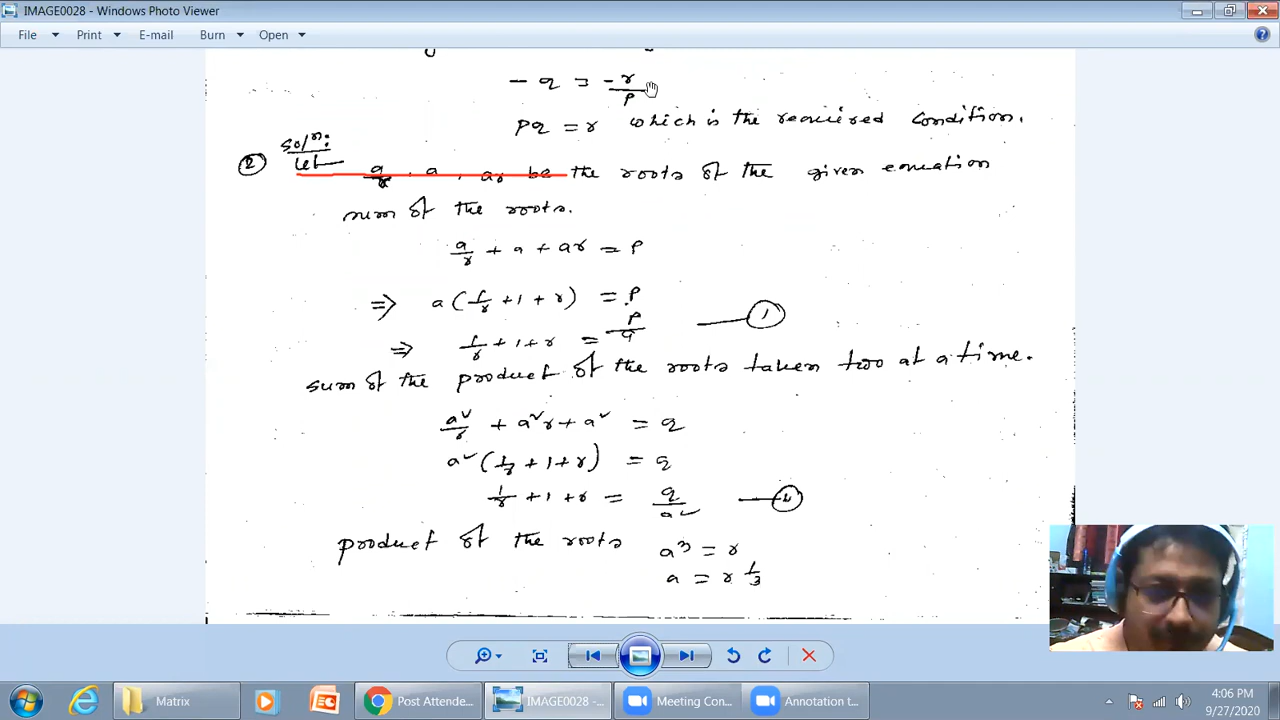 IMAGE0028 - Windows Photo Viewer
File Print E-mail Burn Open
- q = -r/p
pq = r which is the required condition.
② soln:
Let a/r, a, ar be the roots of the given equation
sum of the roots.
a/r + a + ar = p
⇒ a(1/r + 1 + r) = p
⇒ 1/r + 1 + r = p/a —①
sum of the product of the roots taken two at a time.
a²/r + a²r + a² = q
a²(1/r + 1 + r) = q
1/r + 1 + r = q/a² —②
product of the roots a³ = r
a = r^1/3
Matrix
Post Attende...
IMAGE0028 -...
Meeting Con...
Annotation t...
4:06 PM
9/27/2020